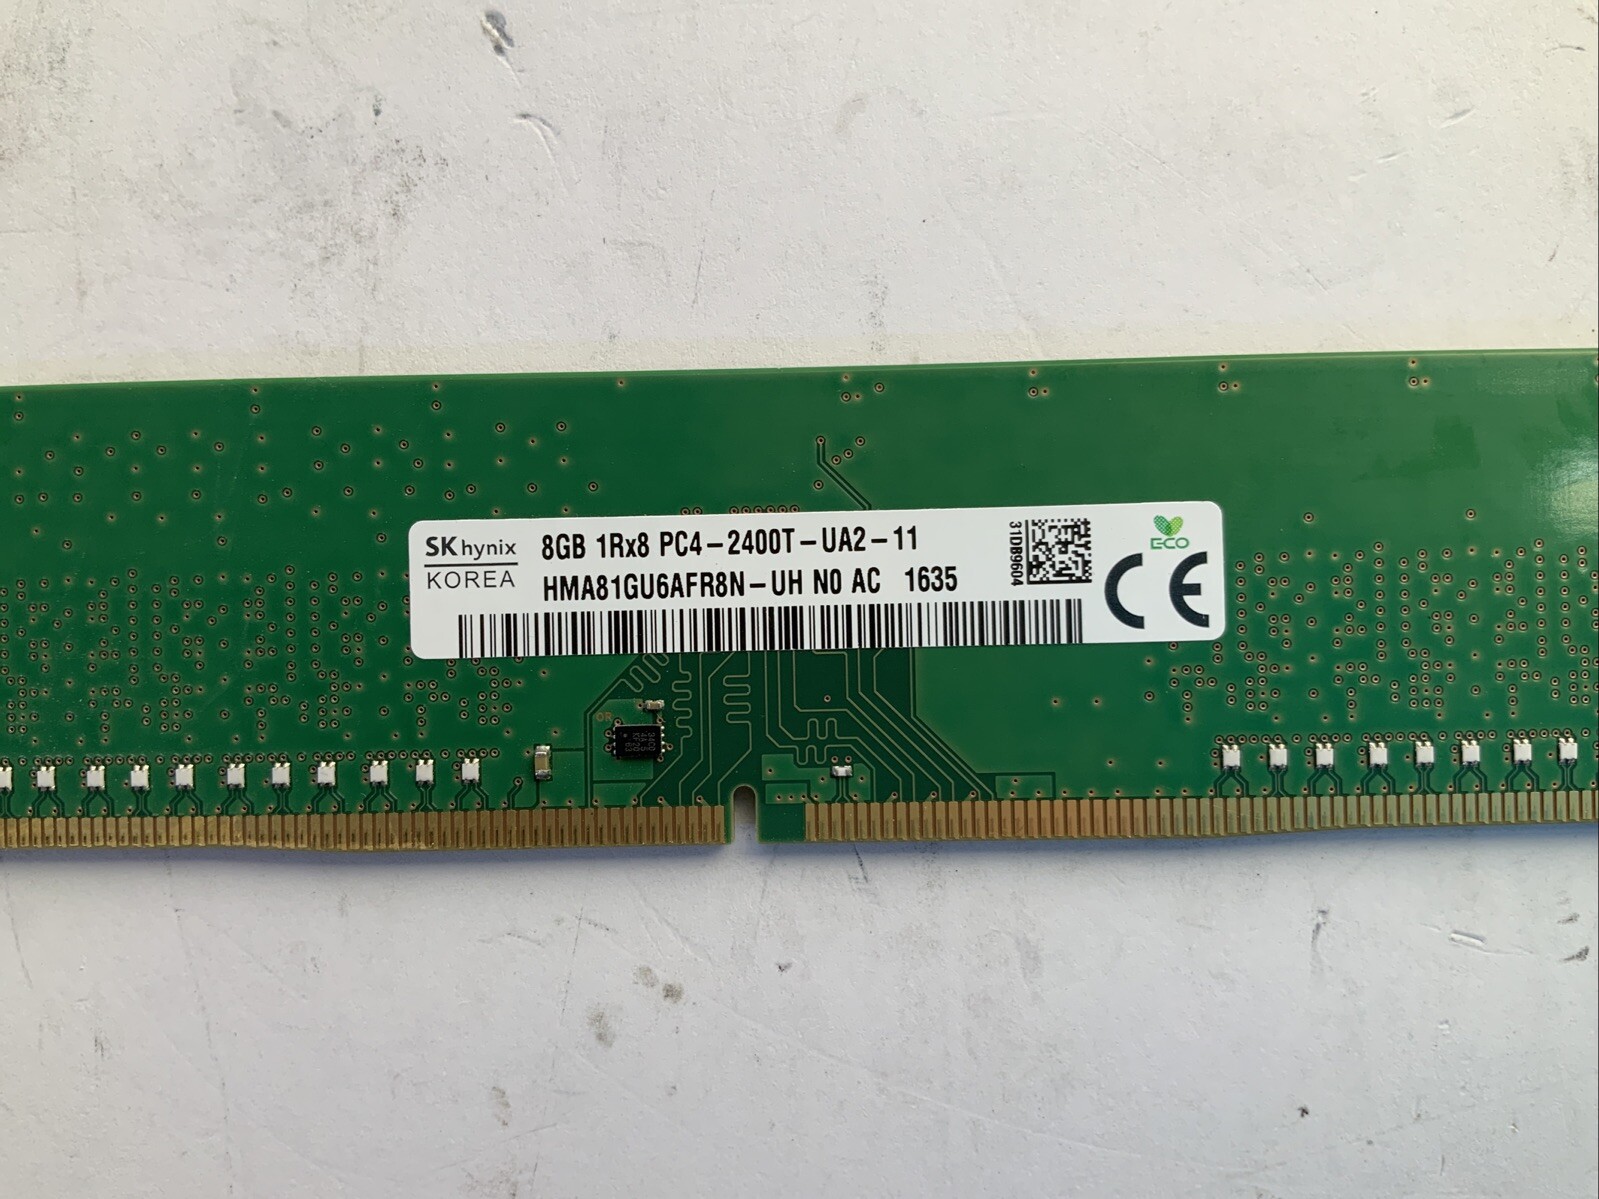 SK hynix
KOREA
8GB 1Rx8 PC4-2400T-UA2-11
HMA81GU6AFR8N-UH N0 AC 1635
31DB9604
ECO
CE